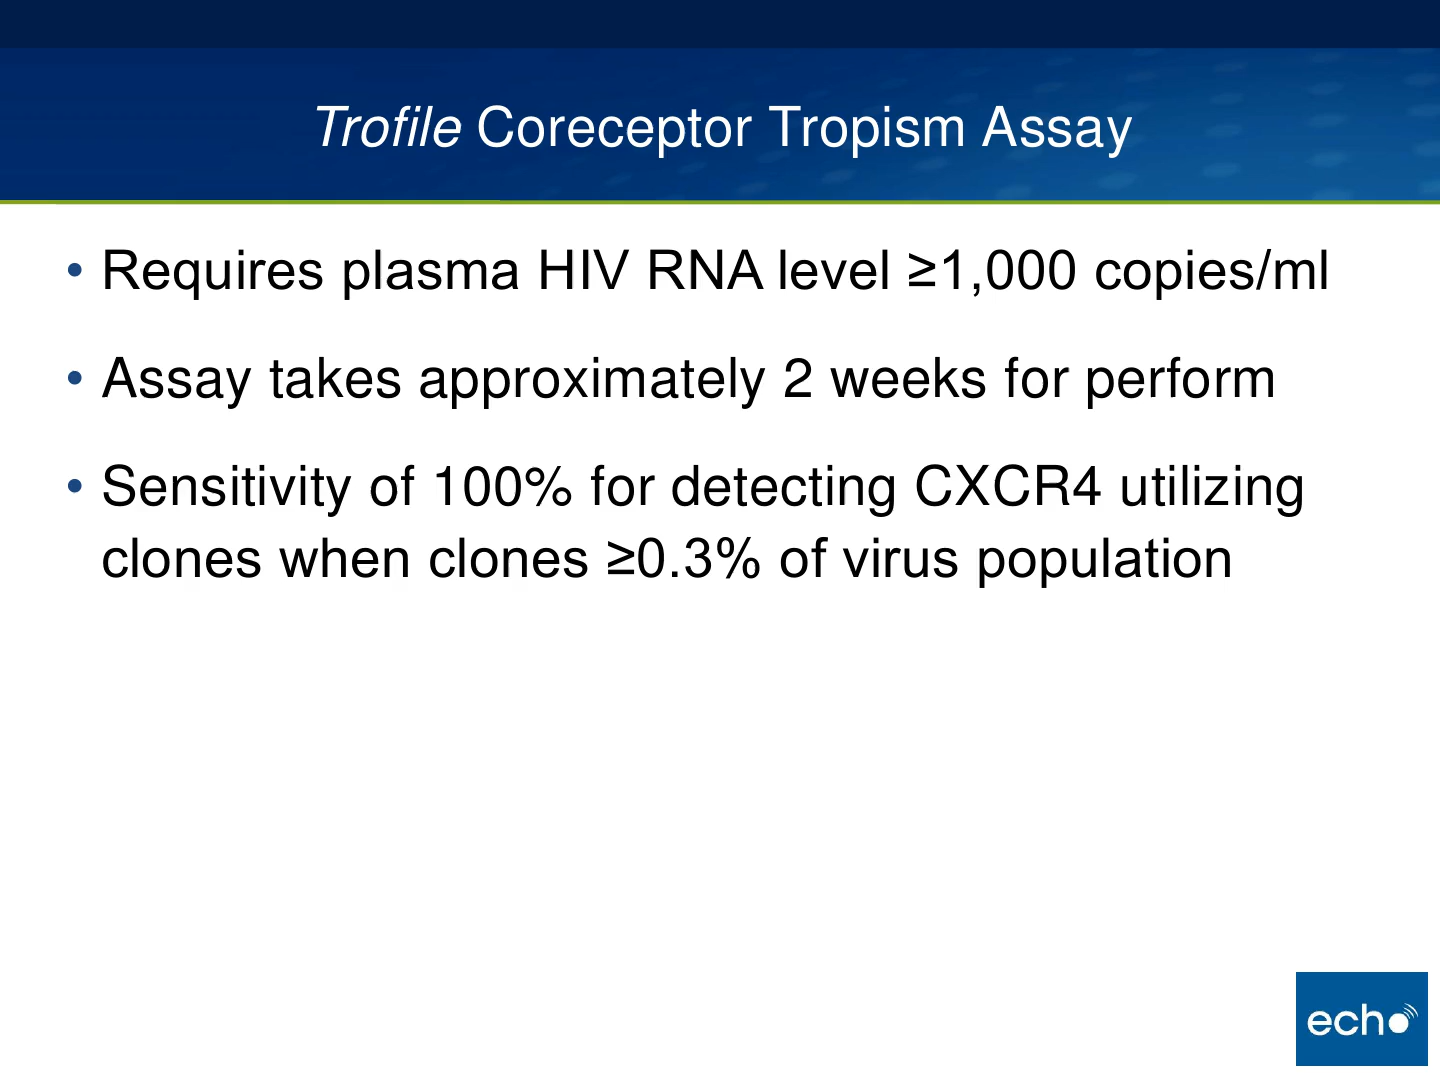 Trofile Coreceptor Tropism Assay
• Requires plasma HIV RNA level ≥1,000 copies/ml
• Assay takes approximately 2 weeks for perform
• Sensitivity of 100% for detecting CXCR4 utilizing
clones when clones ≥0.3% of virus population
echo